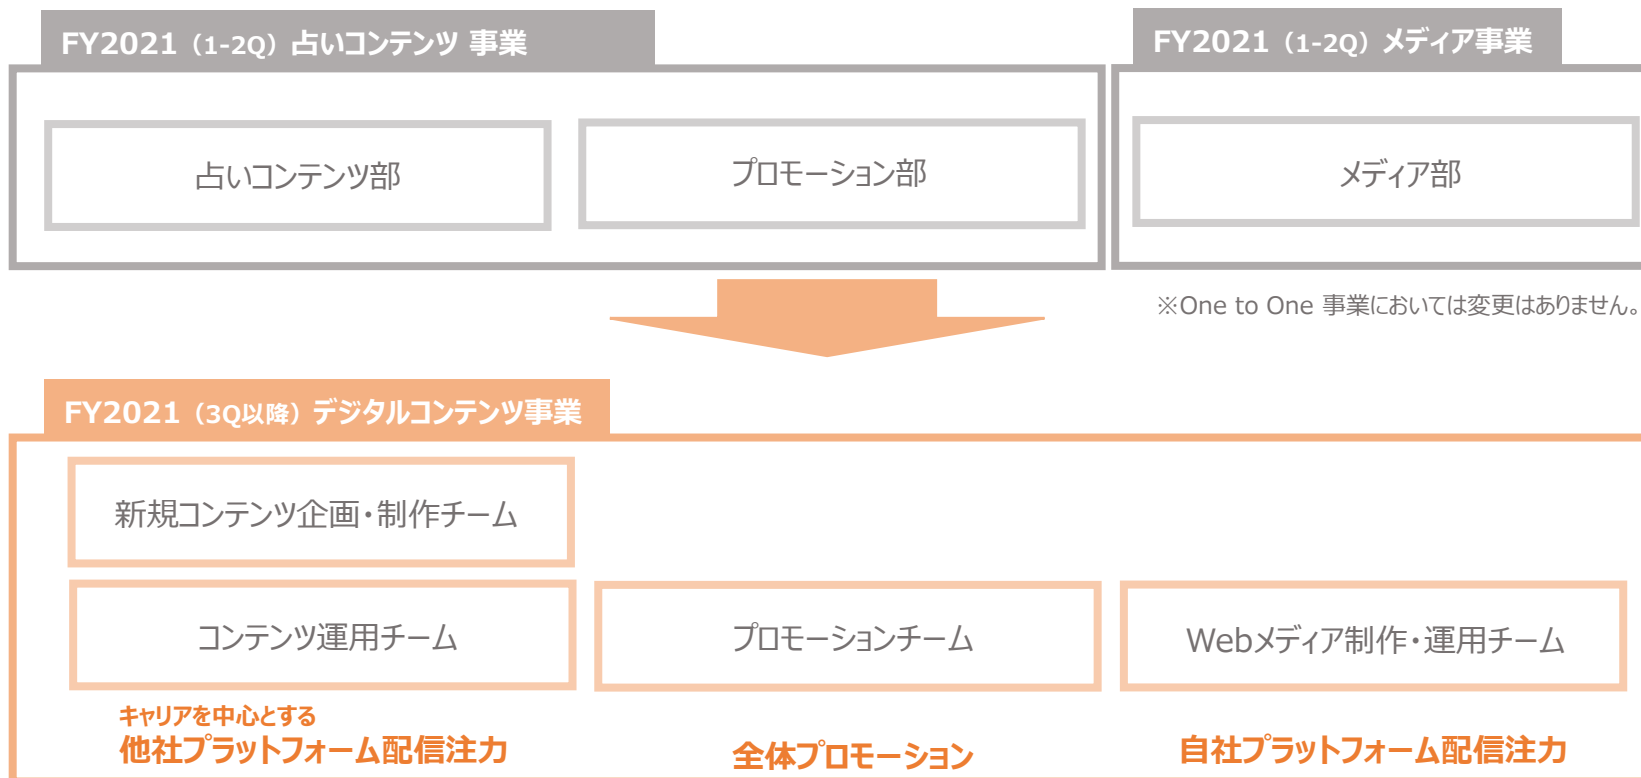 FY2021（1-2Q）占いコンテンツ 事業
FY2021（1-2Q）メディア事業
占いコンテンツ部
プロモーション部
メディア部
※One to One 事業においては変更はありません。
FY2021（3Q以降）デジタルコンテンツ事業
新規コンテンツ企画・制作チーム
コンテンツ運用チーム
プロモーションチーム
Webメディア制作・運用チーム
キャリアを中心とする
他社プラットフォーム配信注力
全体プロモーション
自社プラットフォーム配信注力